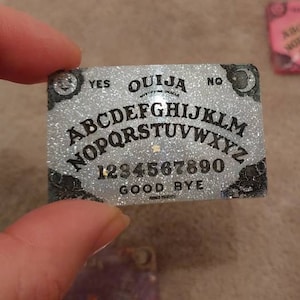 YES OUIJA NO
ABCDEFGHIJKLM
NOPQRSTUVWXYZ
1234567890
GOOD BYE